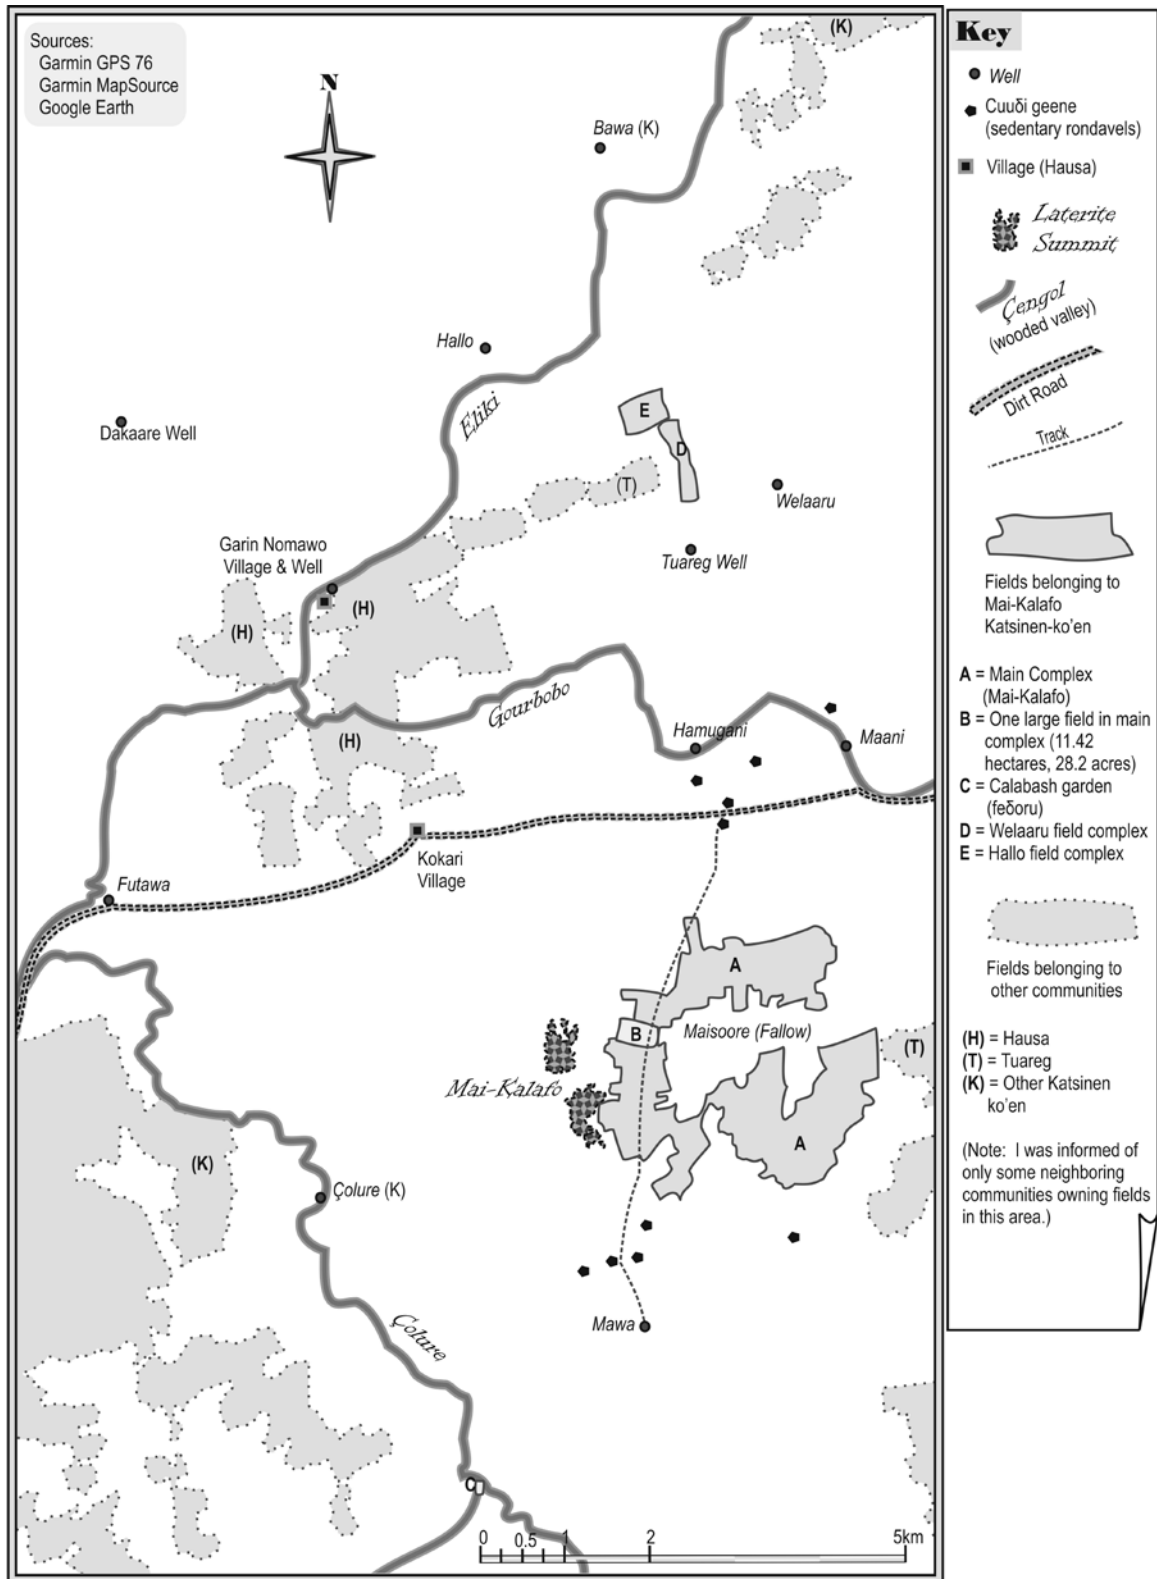 Sources:
Garmin GPS 76
Garmin MapSource
Google Earth
N
(K)
Bawa (K)
Hallo
Eliki
Dakaare Well
E
D
(T)
Welaaru
Tuareg Well
Garin Nomawo
Village & Well
(H)
(H)
Gourbobo
Hamugani
Maani
(H)
Kokari
Village
Futawa
A
B
Maisoore (Fallow)
(T)
Mai-Kalafo
A
(K)
Çolure (K)
Mawa
Çolure
C
0
0.5
1
2
5km
Key
Well
Cuuɗi geene
(sedentary rondavels)
Village (Hausa)
Laterite
Summit
Çengol
(wooded valley)
Dirt Road
Track
Fields belonging to
Mai-Kalafo
Katsinen-ko'en
A = Main Complex
(Mai-Kalafo)
B = One large field in main
complex (11.42
hectares, 28.2 acres)
C = Calabash garden
(feɗoru)
D = Welaaru field complex
E = Hallo field complex
Fields belonging to
other communities
(H) = Hausa
(T) = Tuareg
(K) = Other Katsinen
ko'en
(Note: I was informed of
only some neighboring
communities owning fields
in this area.)